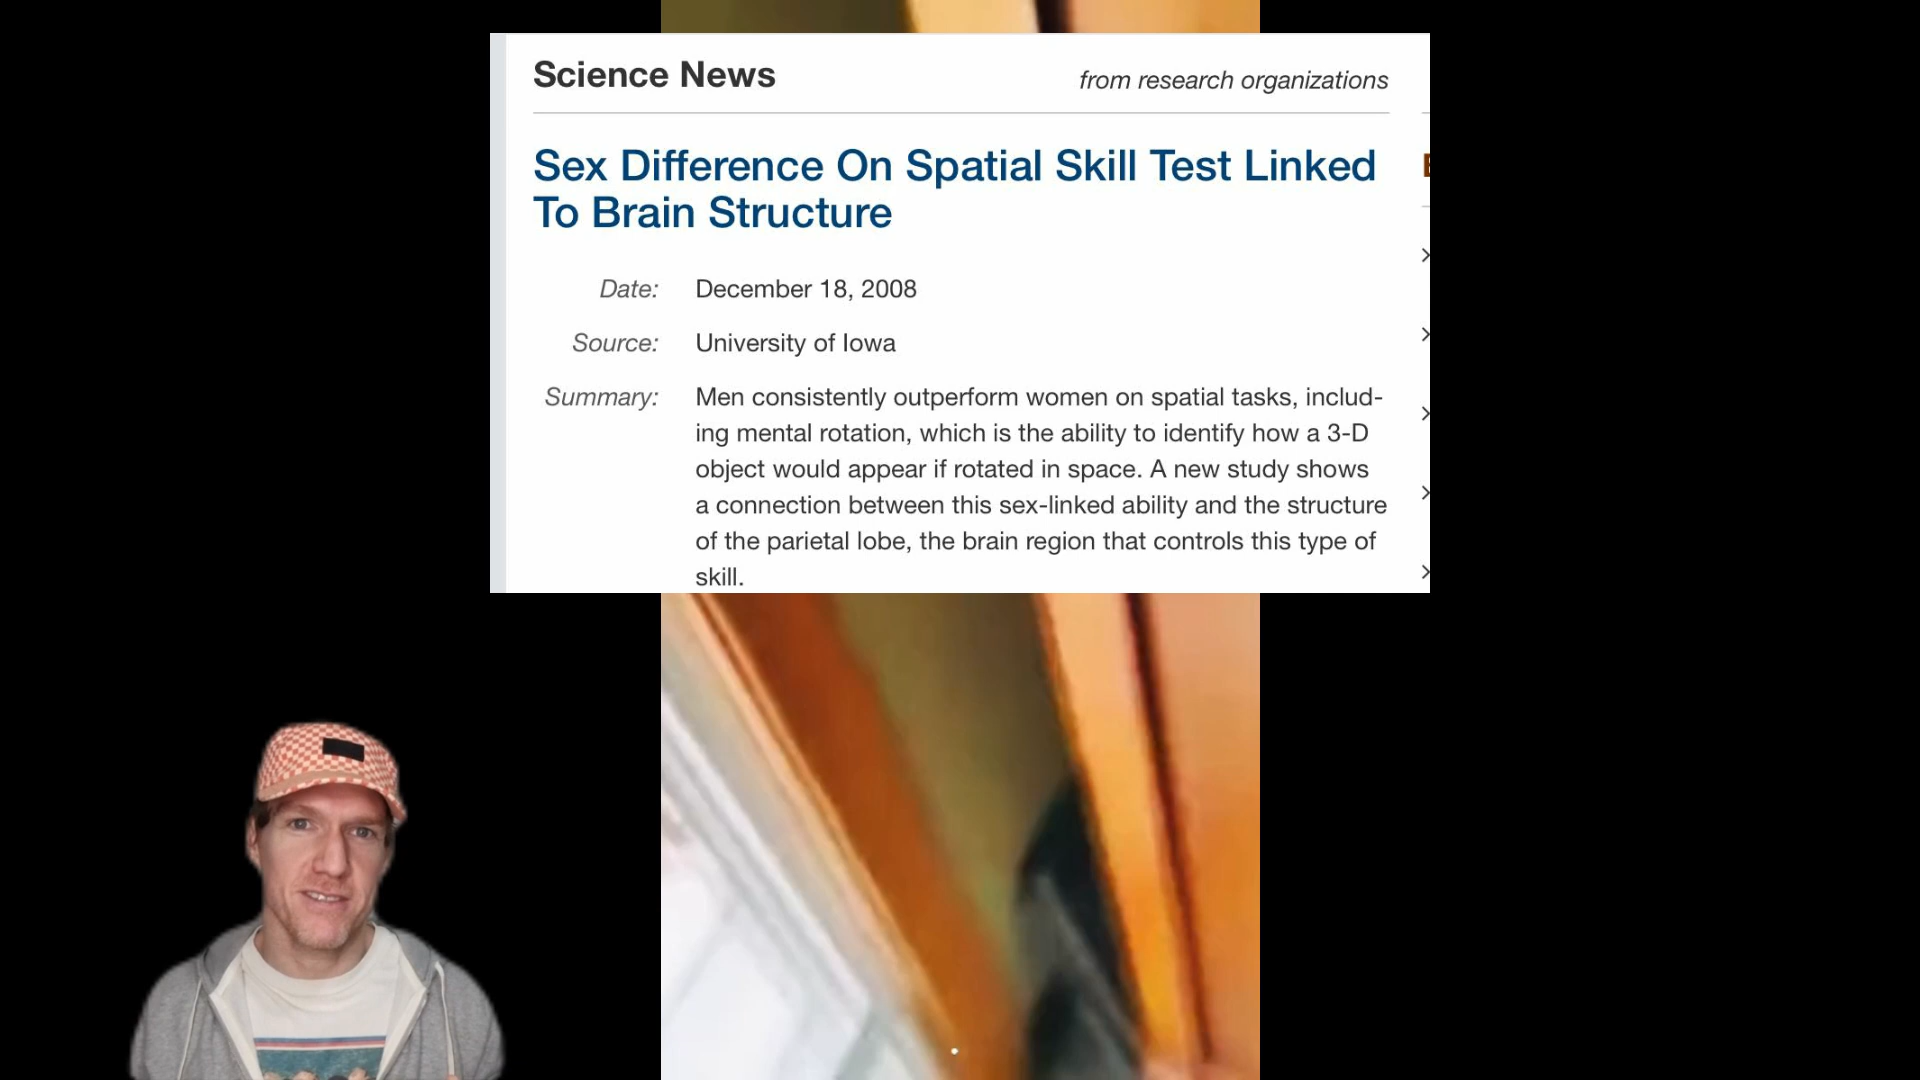 Science News
from research organizations
Sex Difference On Spatial Skill Test Linked
To Brain Structure
Date: December 18, 2008
Source: University of Iowa
Summary: Men consistently outperform women on spatial tasks, includ-
ing mental rotation, which is the ability to identify how a 3-D
object would appear if rotated in space. A new study shows
a connection between this sex-linked ability and the structure
of the parietal lobe, the brain region that controls this type of
skill.